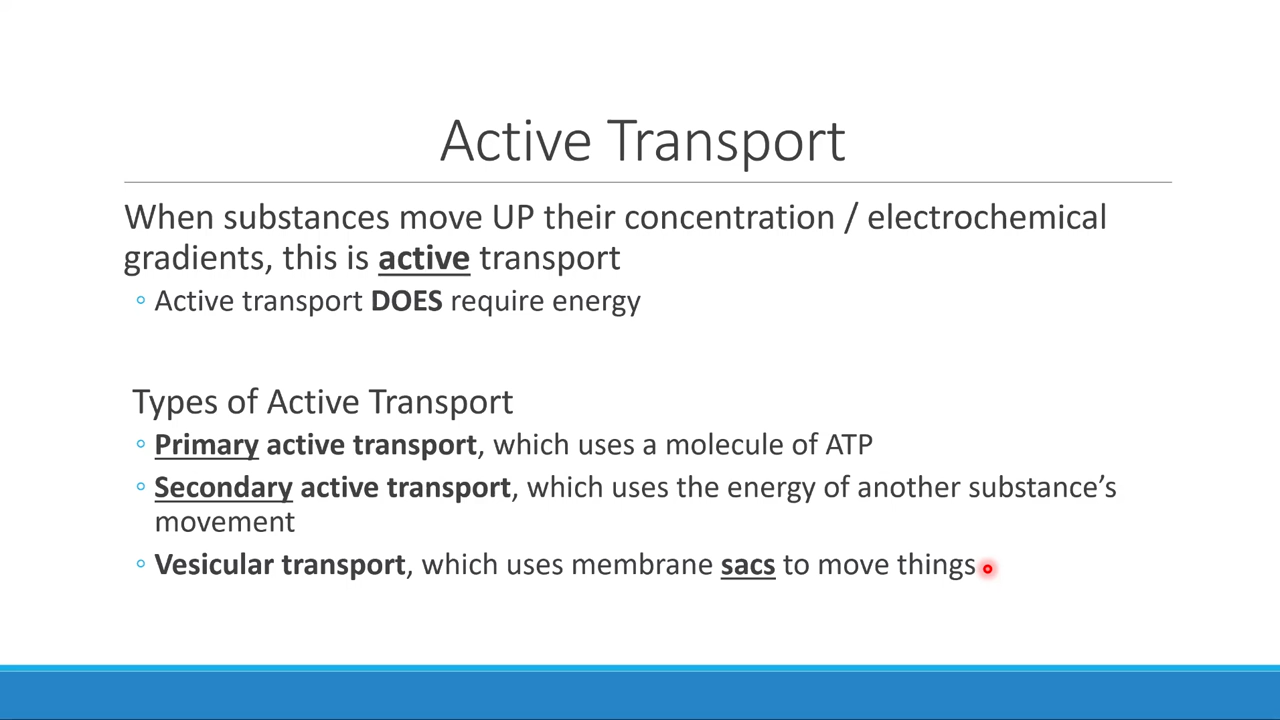 Active Transport
When substances move UP their concentration / electrochemical
gradients, this is active transport
◦ Active transport DOES require energy
Types of Active Transport
◦ Primary active transport, which uses a molecule of ATP
◦ Secondary active transport, which uses the energy of another substance’s
movement
◦ Vesicular transport, which uses membrane sacs to move things